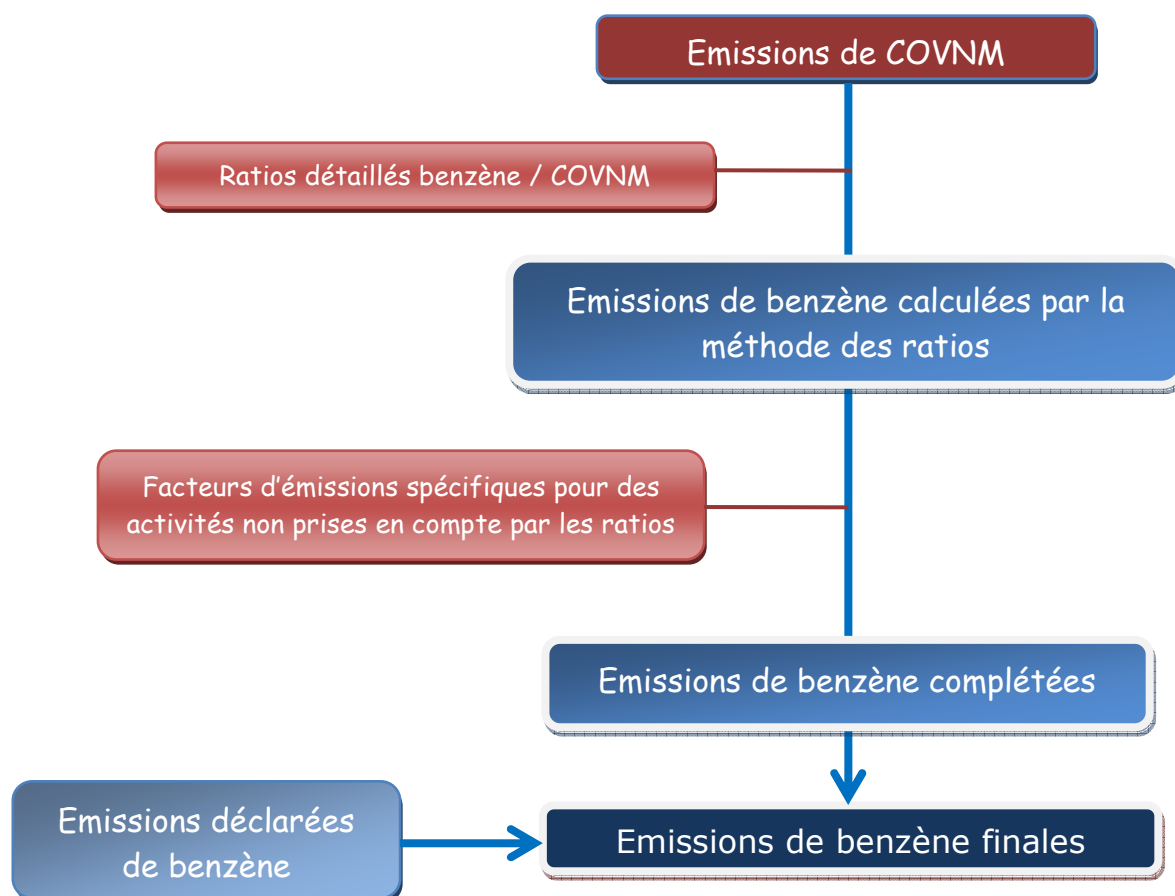 Emissions de COVNM
Ratios détaillés benzène / COVNM
Emissions de benzène calculées par la
méthode des ratios
Facteurs d'émissions spécifiques pour des
activités non prises en compte par les ratios
Emissions de benzène complétées
Emissions déclarées
de benzène
Emissions de benzène finales